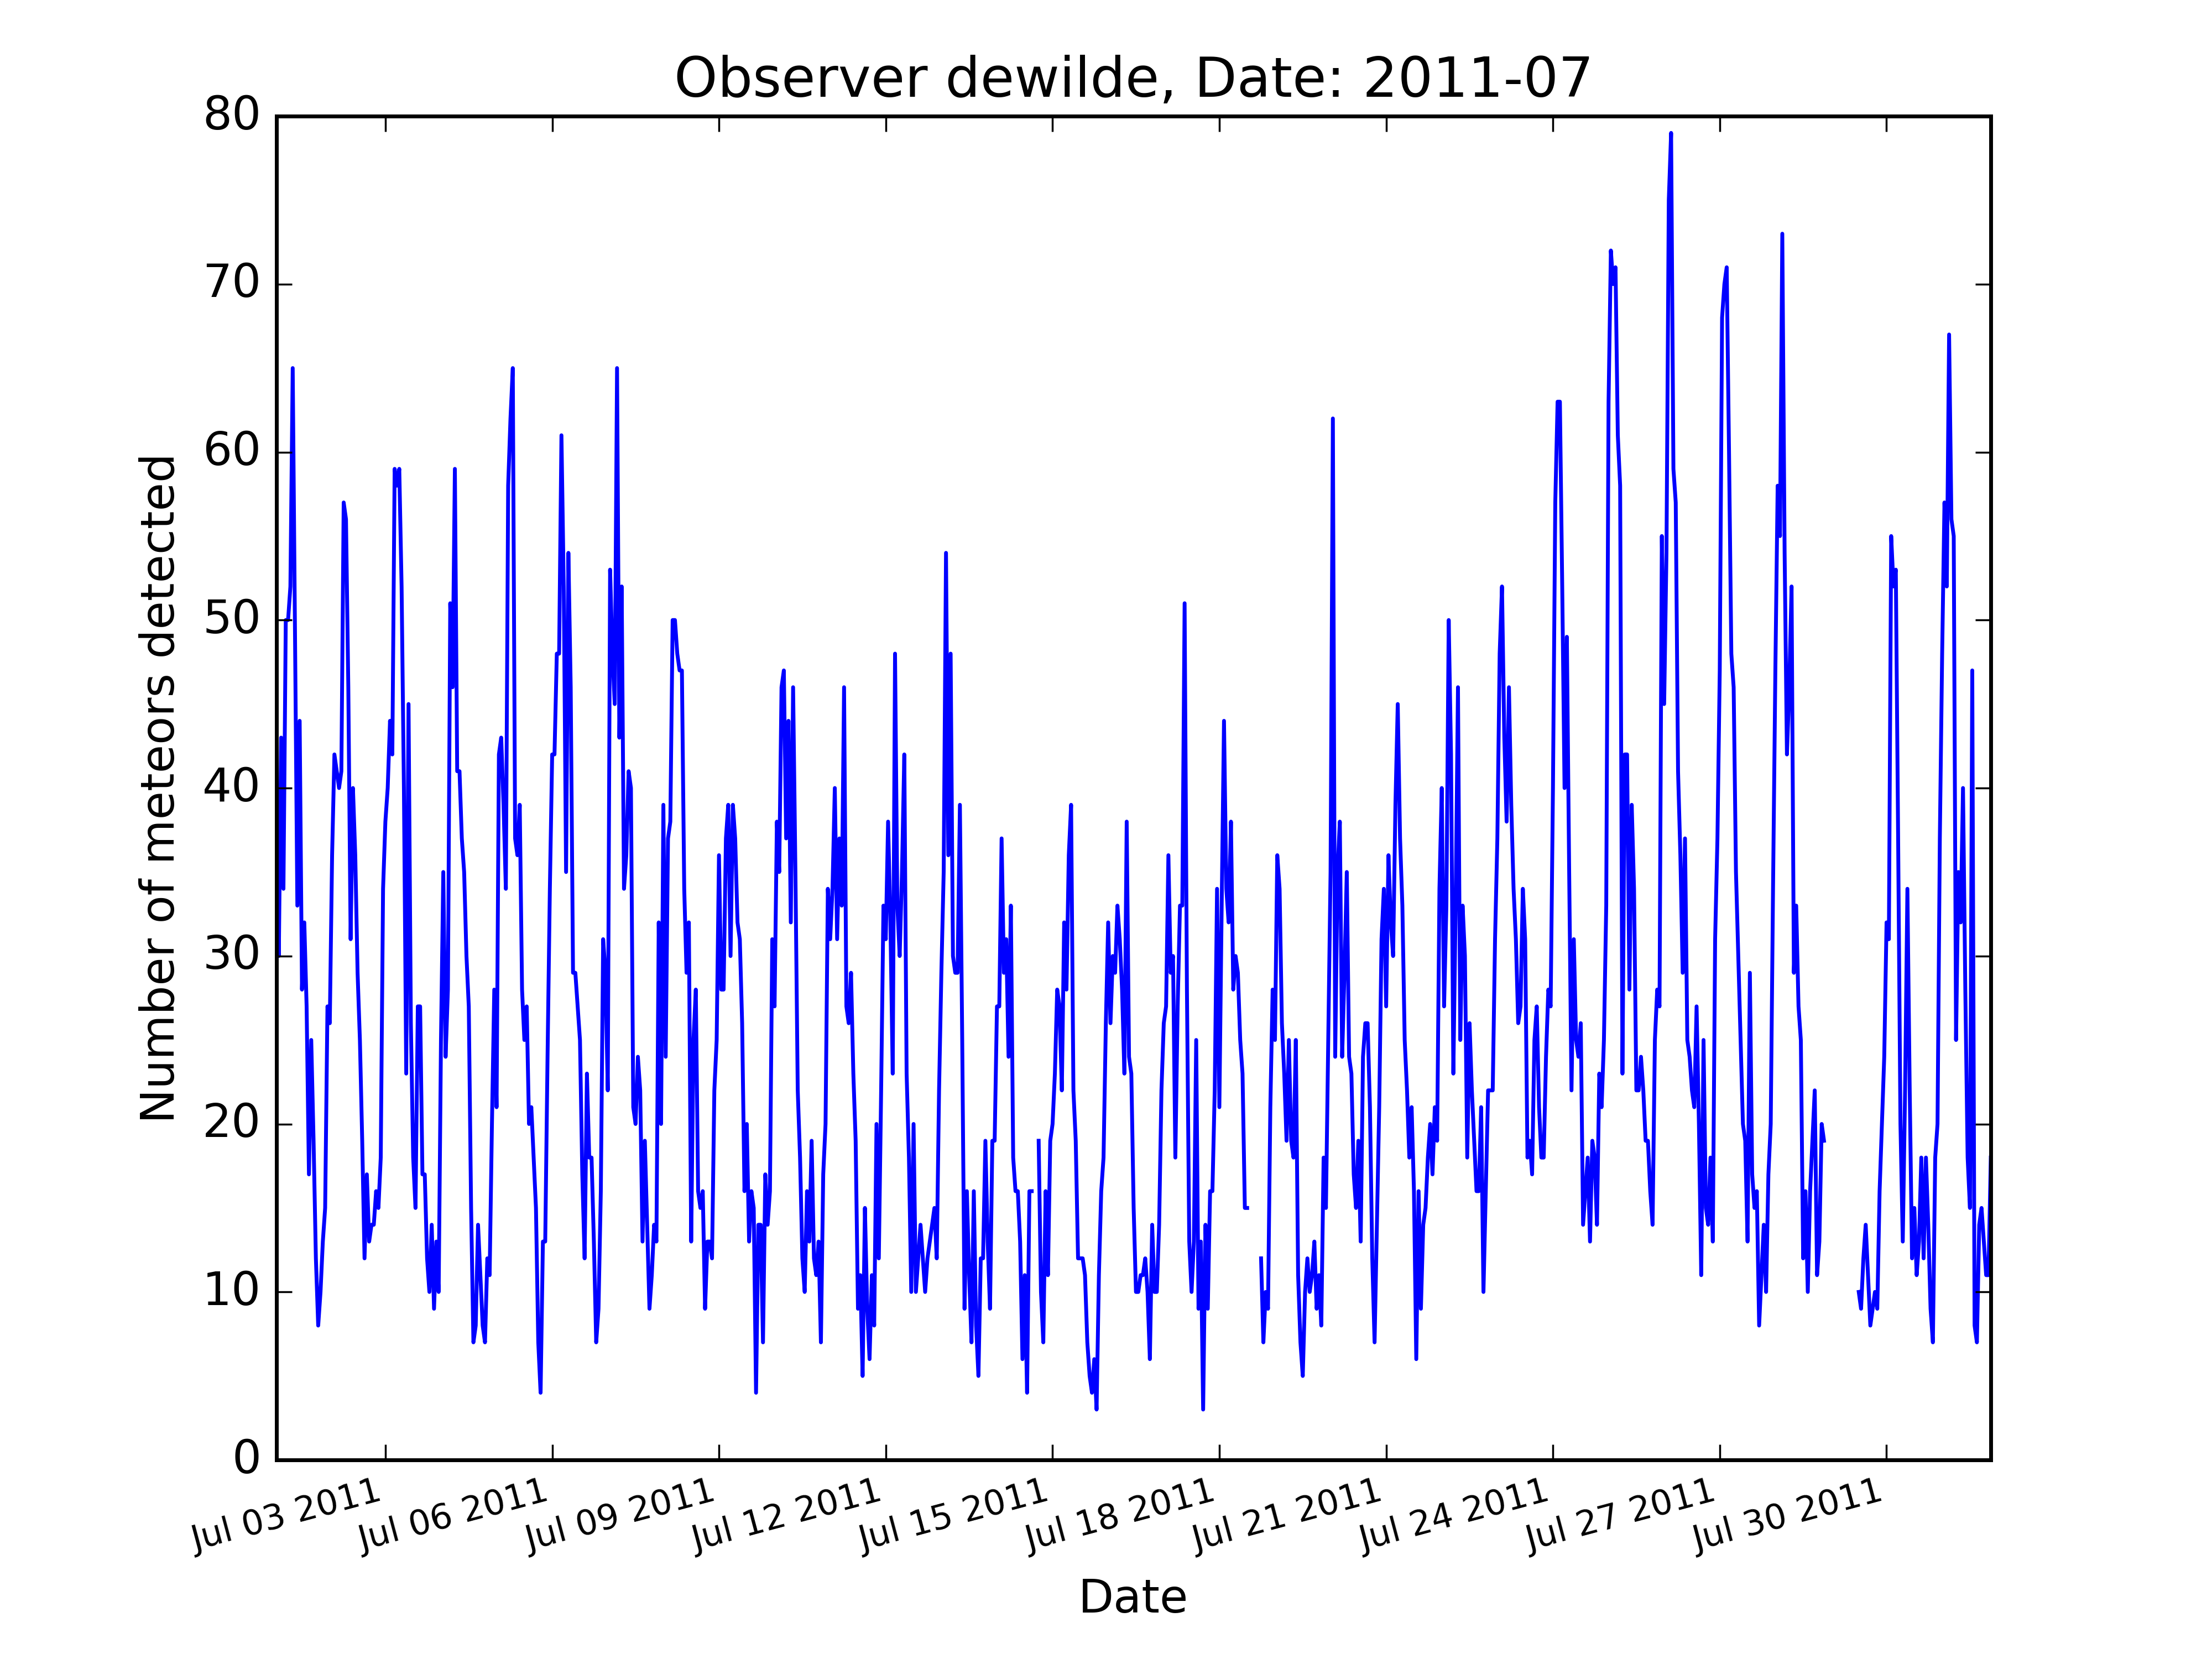 Observer dewilde, Date: 2011-07
Number of meteors detected
80
70
60
50
40
30
20
10
0
Jul 03 2011
Jul 06 2011
Jul 09 2011
Jul 12 2011
Jul 15 2011
Jul 18 2011
Jul 21 2011
Jul 24 2011
Jul 27 2011
Jul 30 2011
Date